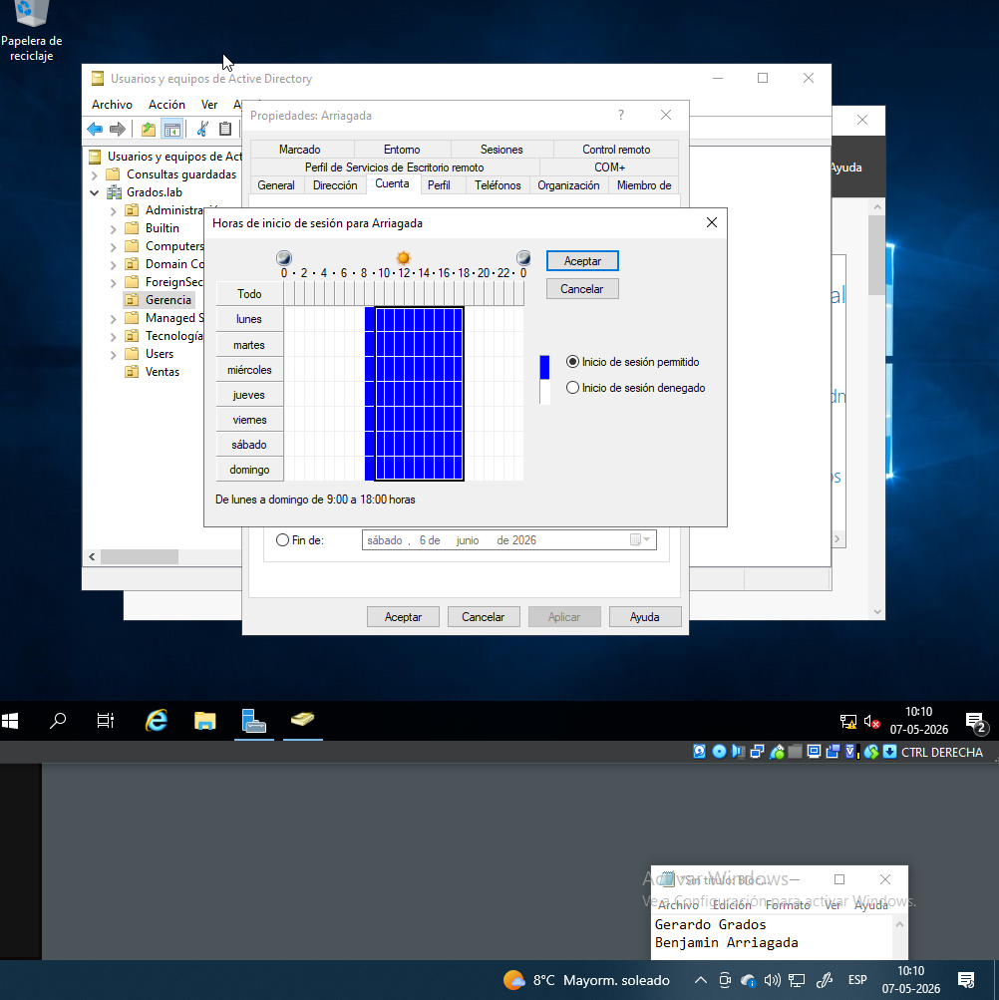 Papelera de
reciclaje
Usuarios y equipos de Active Directory
Archivo Acción Ver
Propiedades: Arriagada
?
Marcado Entorno Sesiones Control remoto
Perfil de Servicios de Escritorio remoto COM+
General Dirección Cuenta Perfil Teléfonos Organización Miembro de
Ayuda
Usuarios y equipos de Act
Consultas guardadas
Grados.lab
Administració
Builtin
Computers
Domain Co
ForeignSec
Gerencia
Managed S
Tecnología
Users
Ventas
Horas de inicio de sesión para Arriagada
0 · 2 · 4 · 6 · 8 · 10 · 12 · 14 · 16 · 18 · 20 · 22 · 0
Todo
lunes
martes
miércoles
jueves
viernes
sábado
domingo
Aceptar
Cancelar
Inicio de sesión permitido
Inicio de sesión denegado
De lunes a domingo de 9:00 a 18:00 horas
al
dn
os
Fin de: sábado , 6 de junio de 2026
Aceptar Cancelar Aplicar Ayuda
10:10
07-05-2026
2
CTRL DERECHA
Activar Windows
Ve a Configuración para activar Windows.
*Sin título: Bloc...
Archivo Edición Formato Ver Ayuda
Gerardo Grados
Benjamin Arriagada
8°C Mayorm. soleado
ESP
10:10
07-05-2026